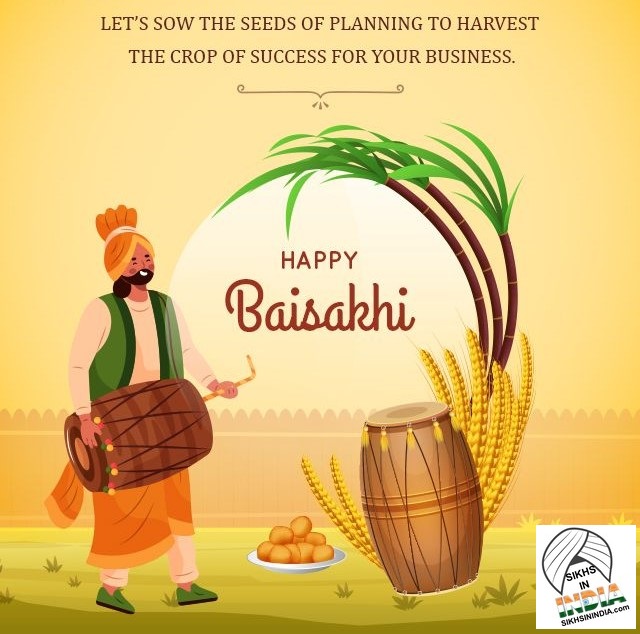 LET'S SOW THE SEEDS OF PLANNING TO HARVEST
THE CROP OF SUCCESS FOR YOUR BUSINESS.
HAPPY
Baisakhi
SIKHS
IN
INDIA
SIKHSININDIA.com